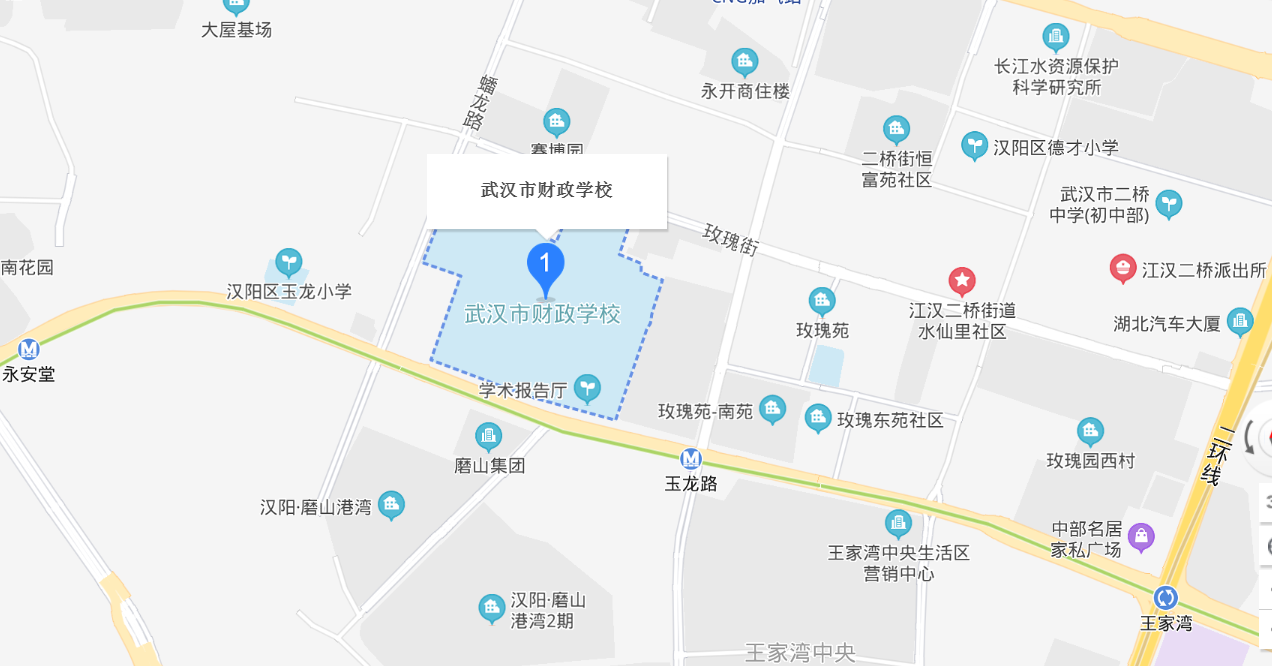 CNG加气站
大屋基场
长江水资源保护
科学研究所
永开商住楼
蟠龙路
赛博园
二桥街恒
富苑社区
汉阳区德才小学
武汉市财政学校
武汉市二桥
中学(初中部)
玫瑰街
南花园
汉阳区玉龙小学
1
江汉二桥派出所
武汉市财政学校
玫瑰苑
江汉二桥街道
水仙里社区
湖北汽车大厦
永安堂
学术报告厅
玫瑰苑-南苑
玫瑰东苑社区
磨山集团
玉龙路
玫瑰园西村
二环线
汉阳·磨山港湾
王家湾中央生活区
营销中心
中部名居
家私广场
汉阳·磨山
港湾2期
王家湾
王家湾中央